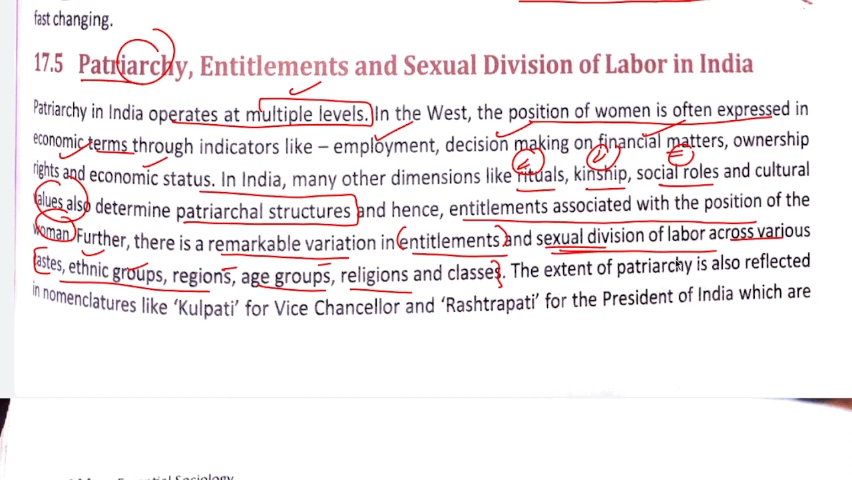 fast changing.
17.5 Patriarchy, Entitlements and Sexual Division of Labor in India
Patriarchy in India operates at multiple levels. In the West, the position of women is often expressed in
economic terms through indicators like – employment, decision making on financial matters, ownership
rights and economic status. In India, many other dimensions like rituals, kinship, social roles and cultural
alues also determine patriarchal structures and hence, entitlements associated with the position of the
woman. Further, there is a remarkable variation in entitlements and sexual division of labor across various
astes, ethnic groups, regions, age groups, religions and classes. The extent of patriarchy is also reflected
in nomenclatures like 'Kulpati' for Vice Chancellor and 'Rashtrapati' for the President of India which are
Essential Sociology